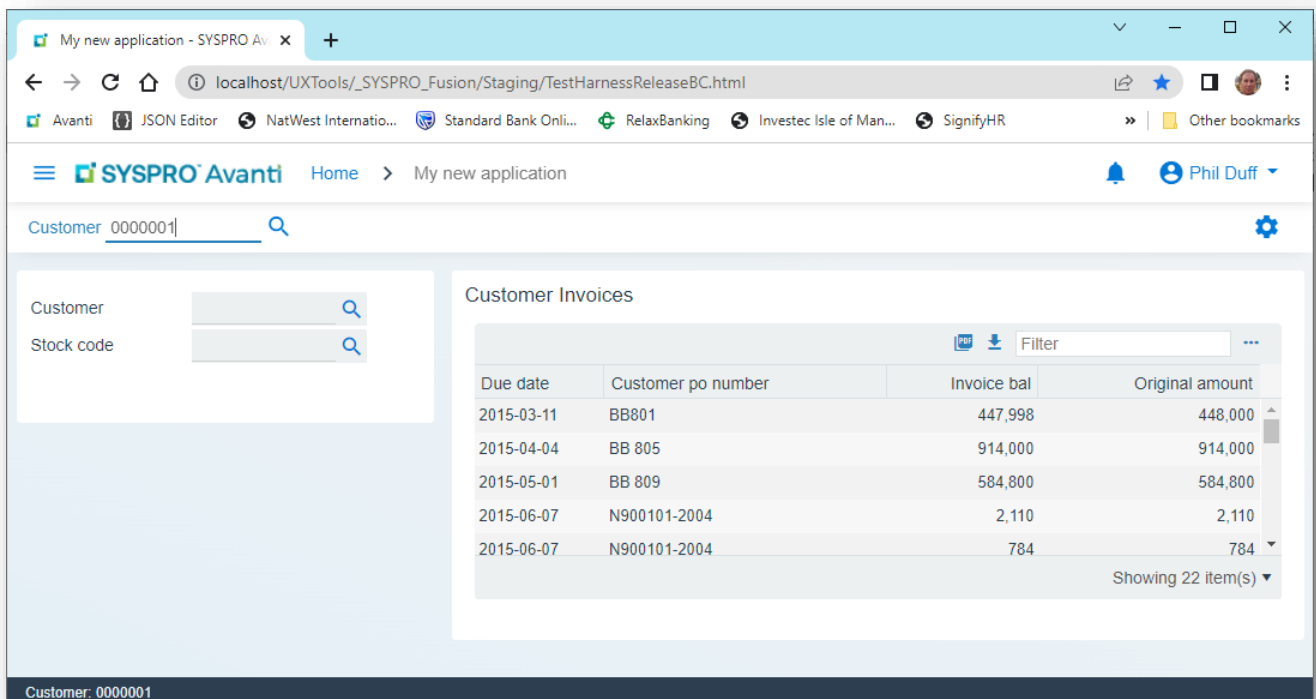 My new application - SYSPRO Av
localhost/UXTools/_SYSPRO_Fusion/Staging/TestHarnessReleaseBC.html
Avanti JSON Editor NatWest Internatio... Standard Bank Onli... RelaxBanking Investec Isle of Man... SignifyHR » Other bookmarks
SYSPRO™ Avanti Home > My new application Phil Duff
Customer 0000001
Customer
Stock code
Customer Invoices
PDF Filter ...
Due date Customer po number Invoice bal Original amount
2015-03-11 BB801 447,998 448,000
2015-04-04 BB 805 914,000 914,000
2015-05-01 BB 809 584,800 584,800
2015-06-07 N900101-2004 2,110 2,110
2015-06-07 N900101-2004 784 784
Showing 22 item(s)
Customer: 0000001